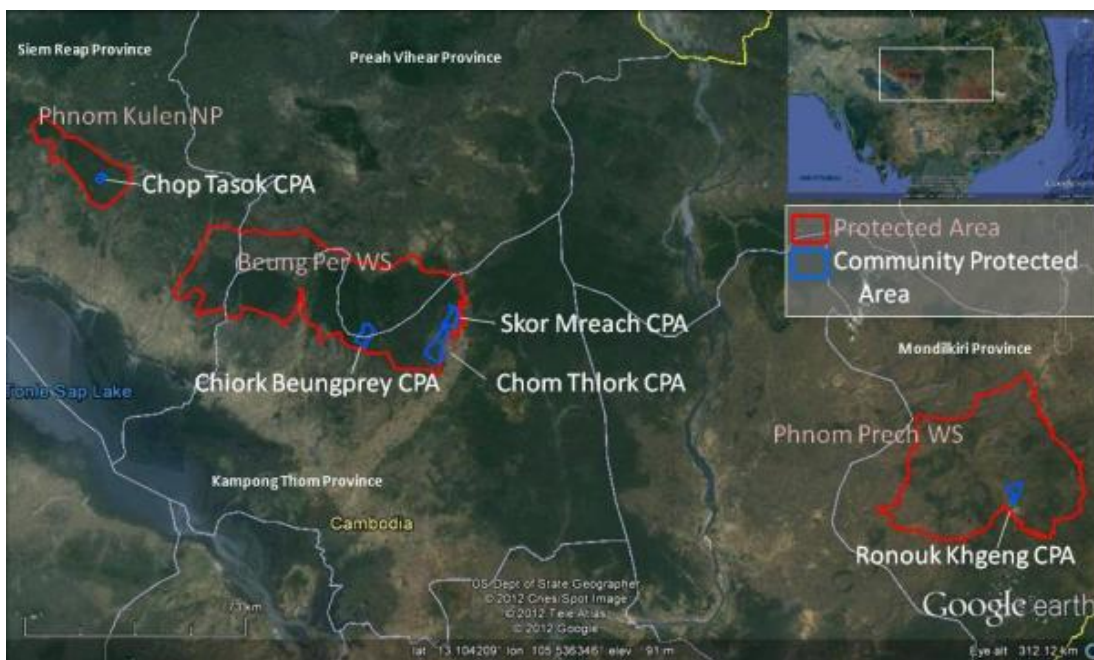 Siem Reap Province
Preah Vihear Province
Phnom Kulen NP
Chop Tasok CPA
Protected Area
Community Protected
Area
Beung Per WS
Skor Mreach CPA
Chiork Beungprey CPA
Chom Thlork CPA
Mondilkiri Province
Tonle Sap Lake
Phnom Prech WS
Kampong Thom Province
Cambodia
Ronouk Khgeng CPA
US Dept of State Geographer
© 2012 Cnes/Spot Image
© 2012 Tele Atlas
© 2012 Google
Google earth
73 km
lat 13.104209° lon 105.536346° elev 91 m
Eye alt 312.12 km